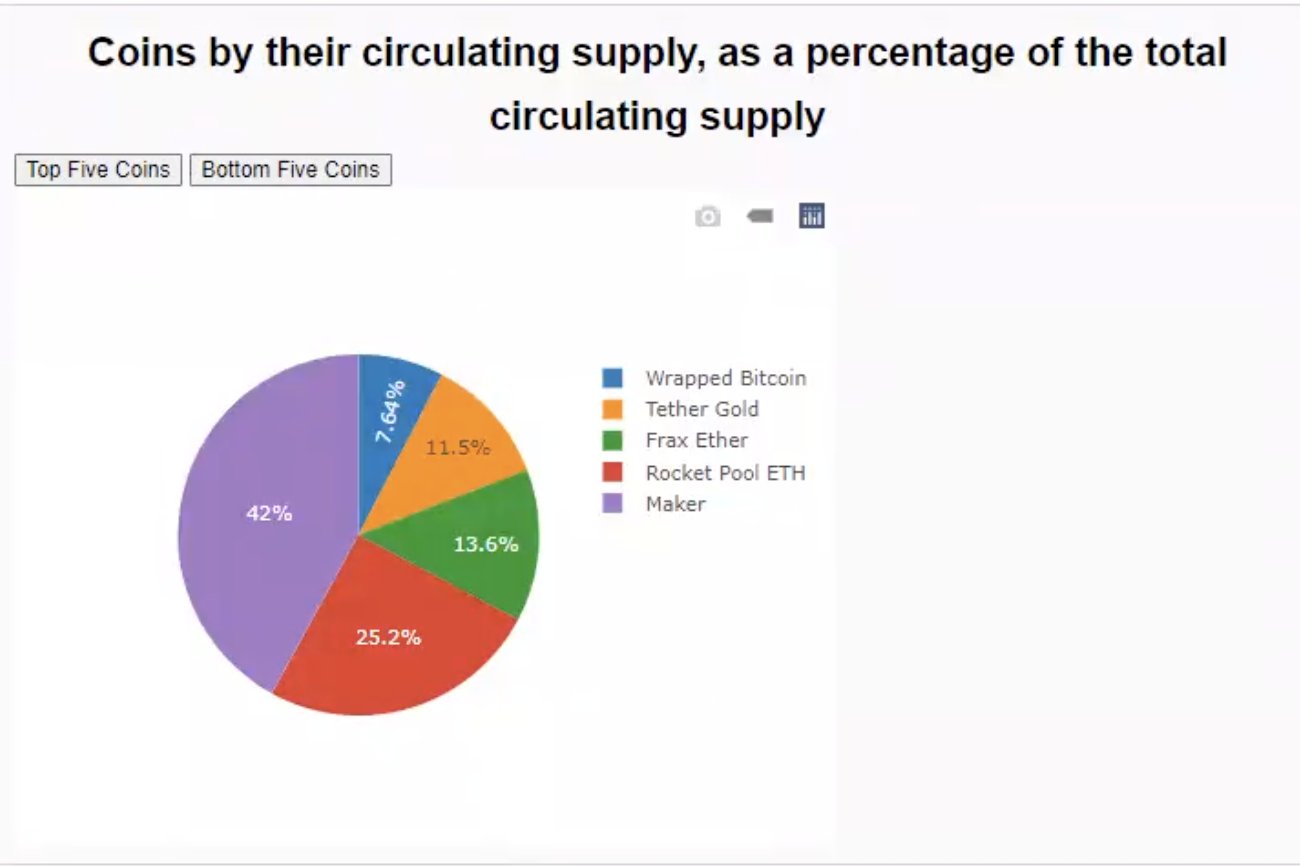 Coins by their circulating supply, as a percentage of the total
circulating supply
Top Five Coins
Bottom Five Coins
7.64%
11.5%
13.6%
25.2%
42%
Wrapped Bitcoin
Tether Gold
Frax Ether
Rocket Pool ETH
Maker